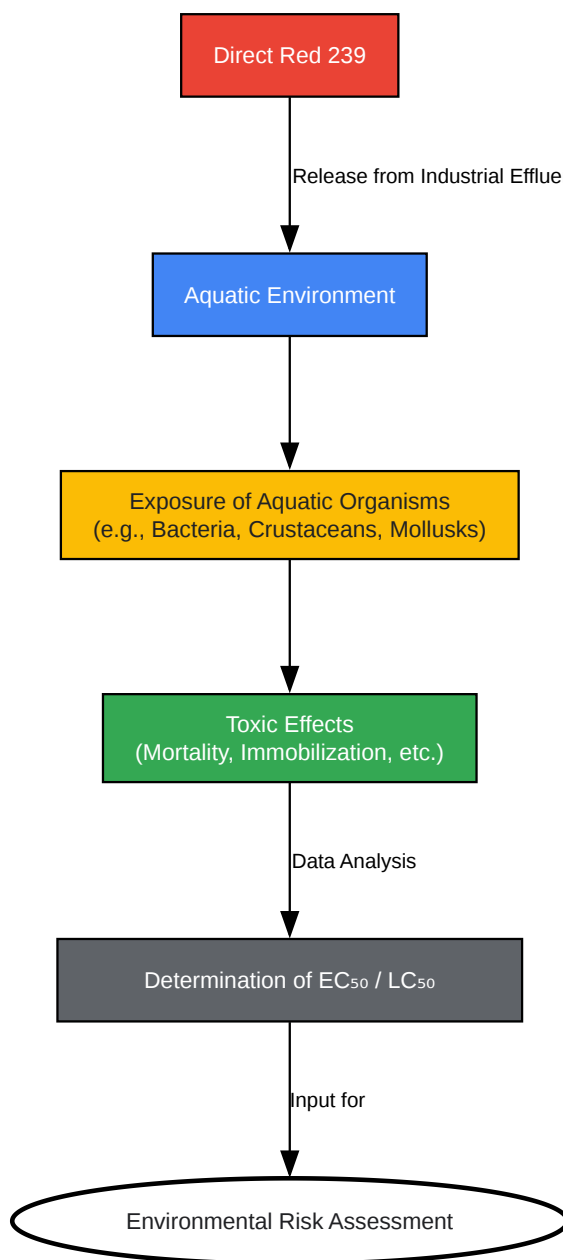 Direct Red 239
Release from Industrial Efflue
Aquatic Environment
Exposure of Aquatic Organisms
(e.g., Bacteria, Crustaceans, Mollusks)
Toxic Effects
(Mortality, Immobilization, etc.)
Data Analysis
Determination of EC₅₀ / LC₅₀
Input for
Environmental Risk Assessment